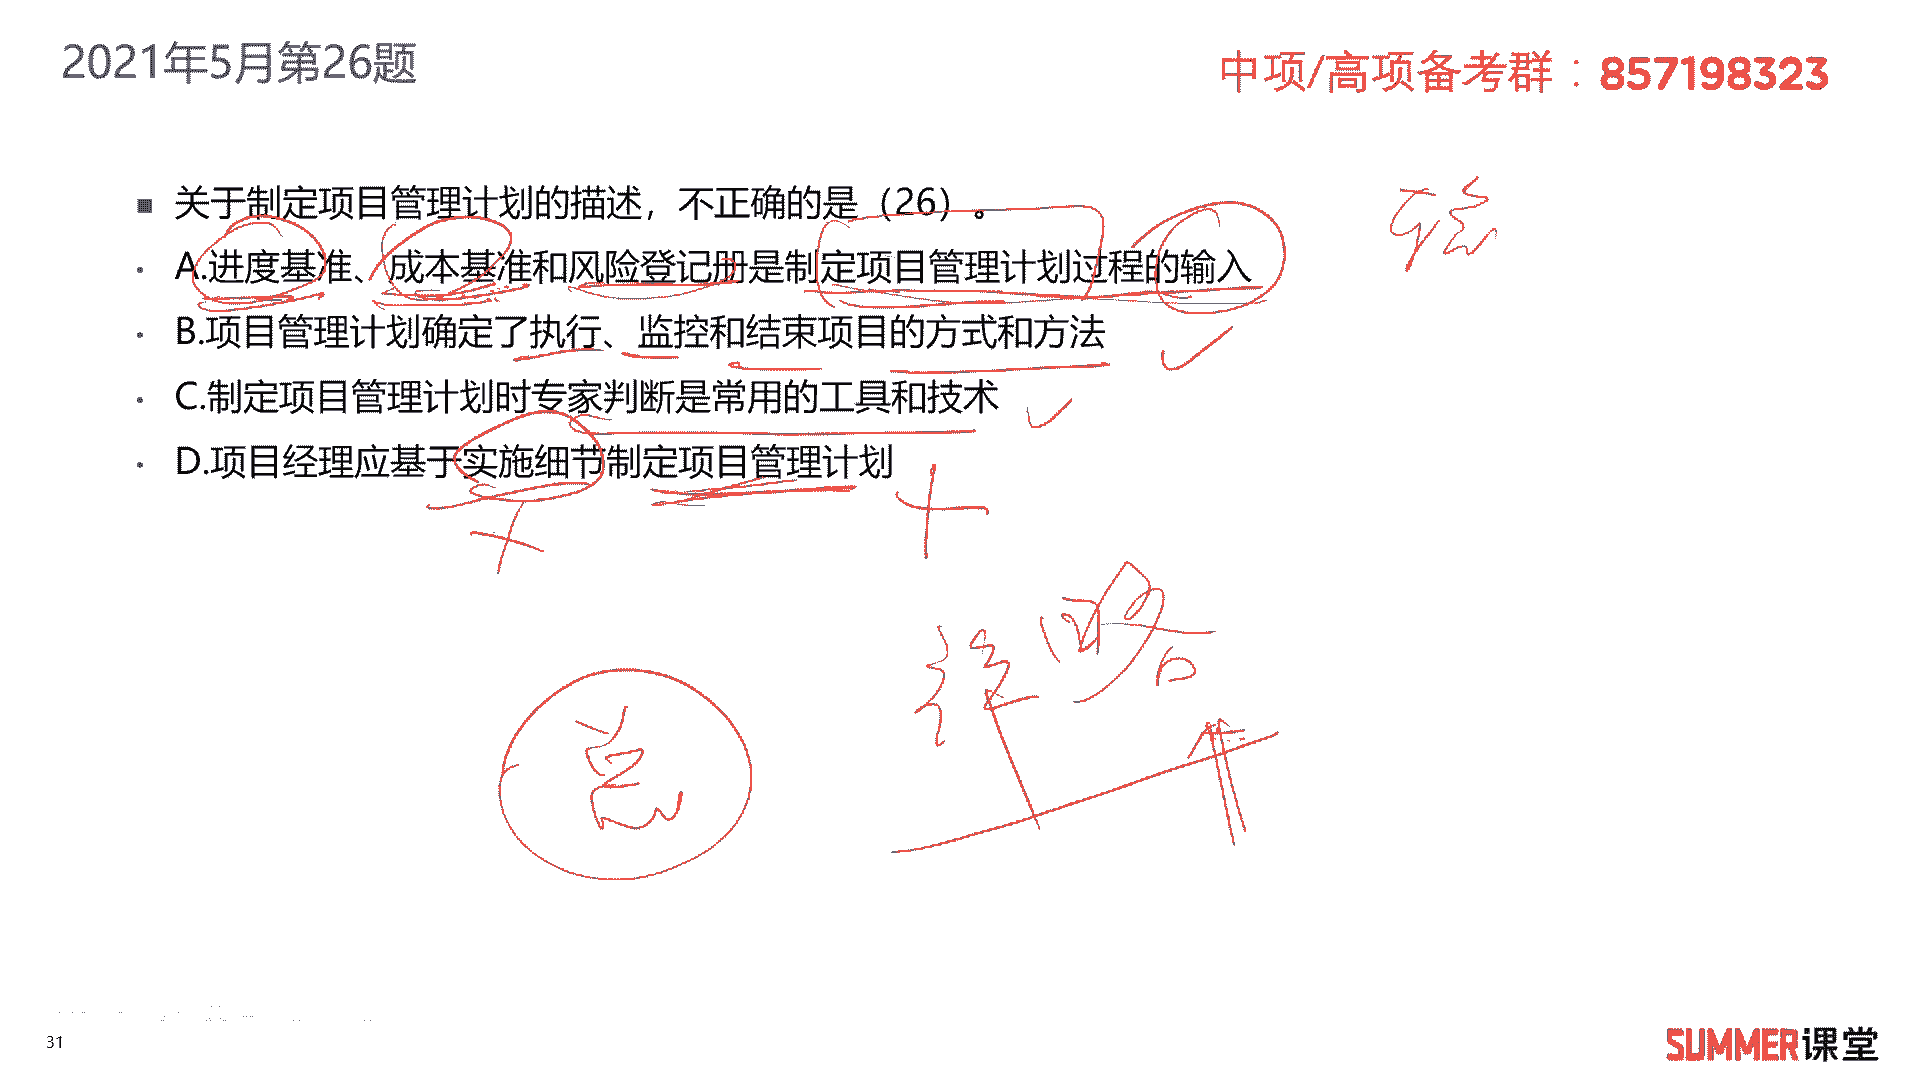 2021年5月第26题
中项/高项备考群：857198323
■ 关于制定项目管理计划的描述，不正确的是（26）。
· A.进度基准、成本基准和风险登记册是制定项目管理计划过程的输入
· B.项目管理计划确定了执行、监控和结束项目的方式和方法
· C.制定项目管理计划时专家判断是常用的工具和技术
· D.项目经理应基于实施细节制定项目管理计划
略
总
31
SUMMER课堂